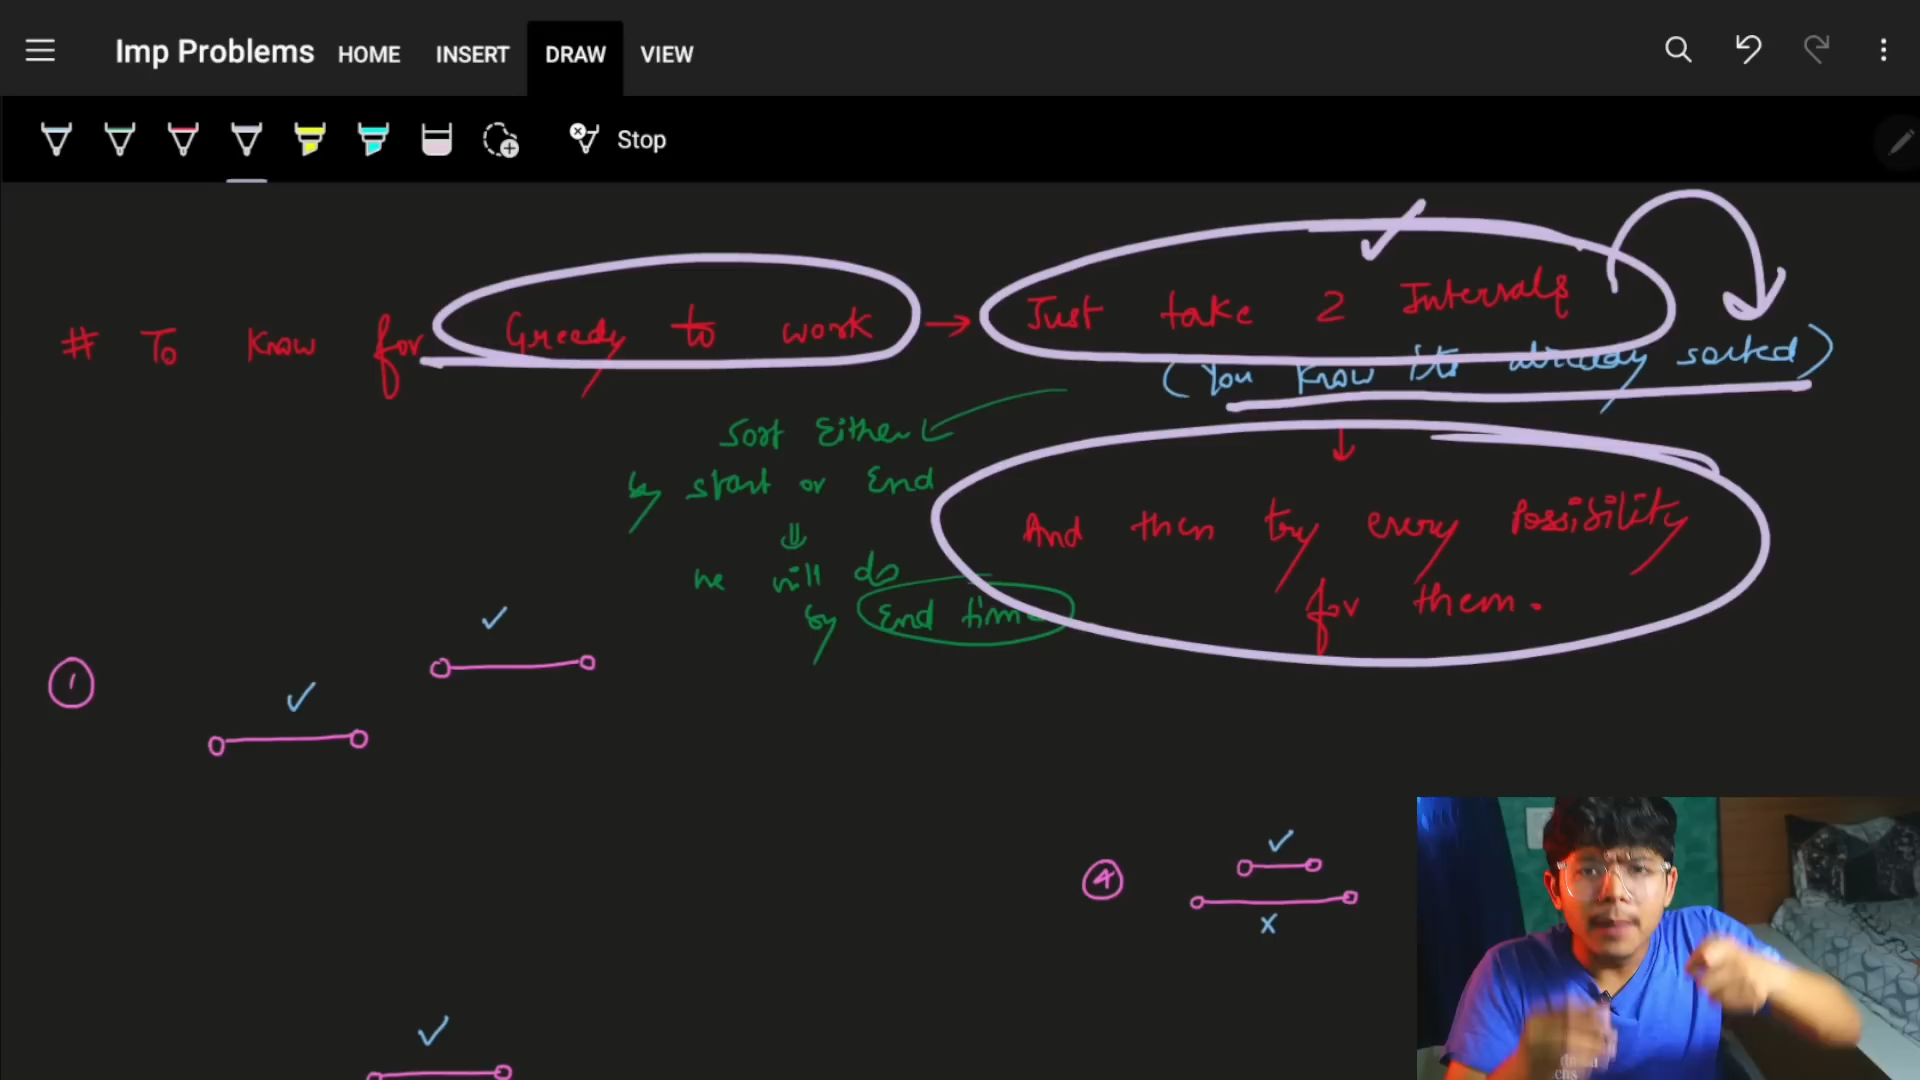 Imp Problems HOME INSERT DRAW VIEW
Stop
# To Know for Greedy to work → Just take 2 Intervals
(You Know its already sorted)
Sort Either
by start or End
↓
And then try every Possibility
for them.
⇓
we will do
by End time
✓
1
✓
✓
4
x
✓